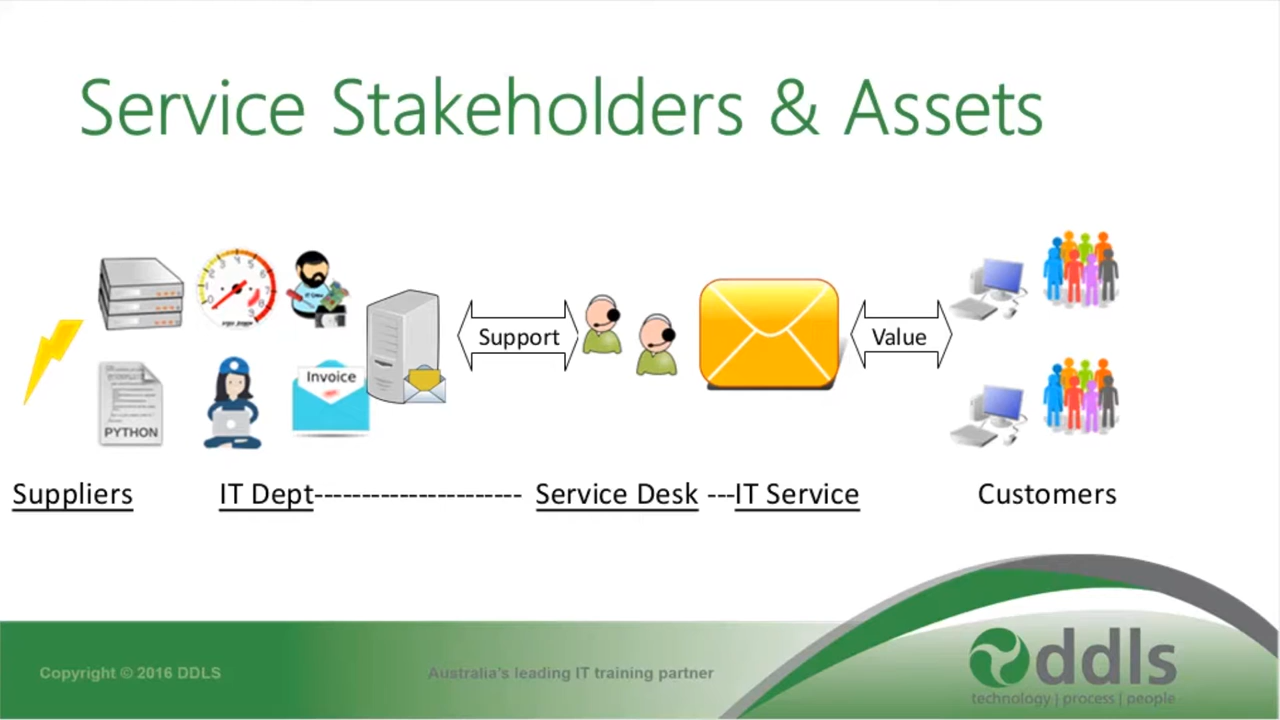 Service Stakeholders & Assets
Invoice
PYTHON
Support
Value
Suppliers
IT Dept---------------------- Service Desk ---IT Service
Customers
Copyright © 2016 DDLS
Australia's leading IT training partner
ddls
technology | process | people